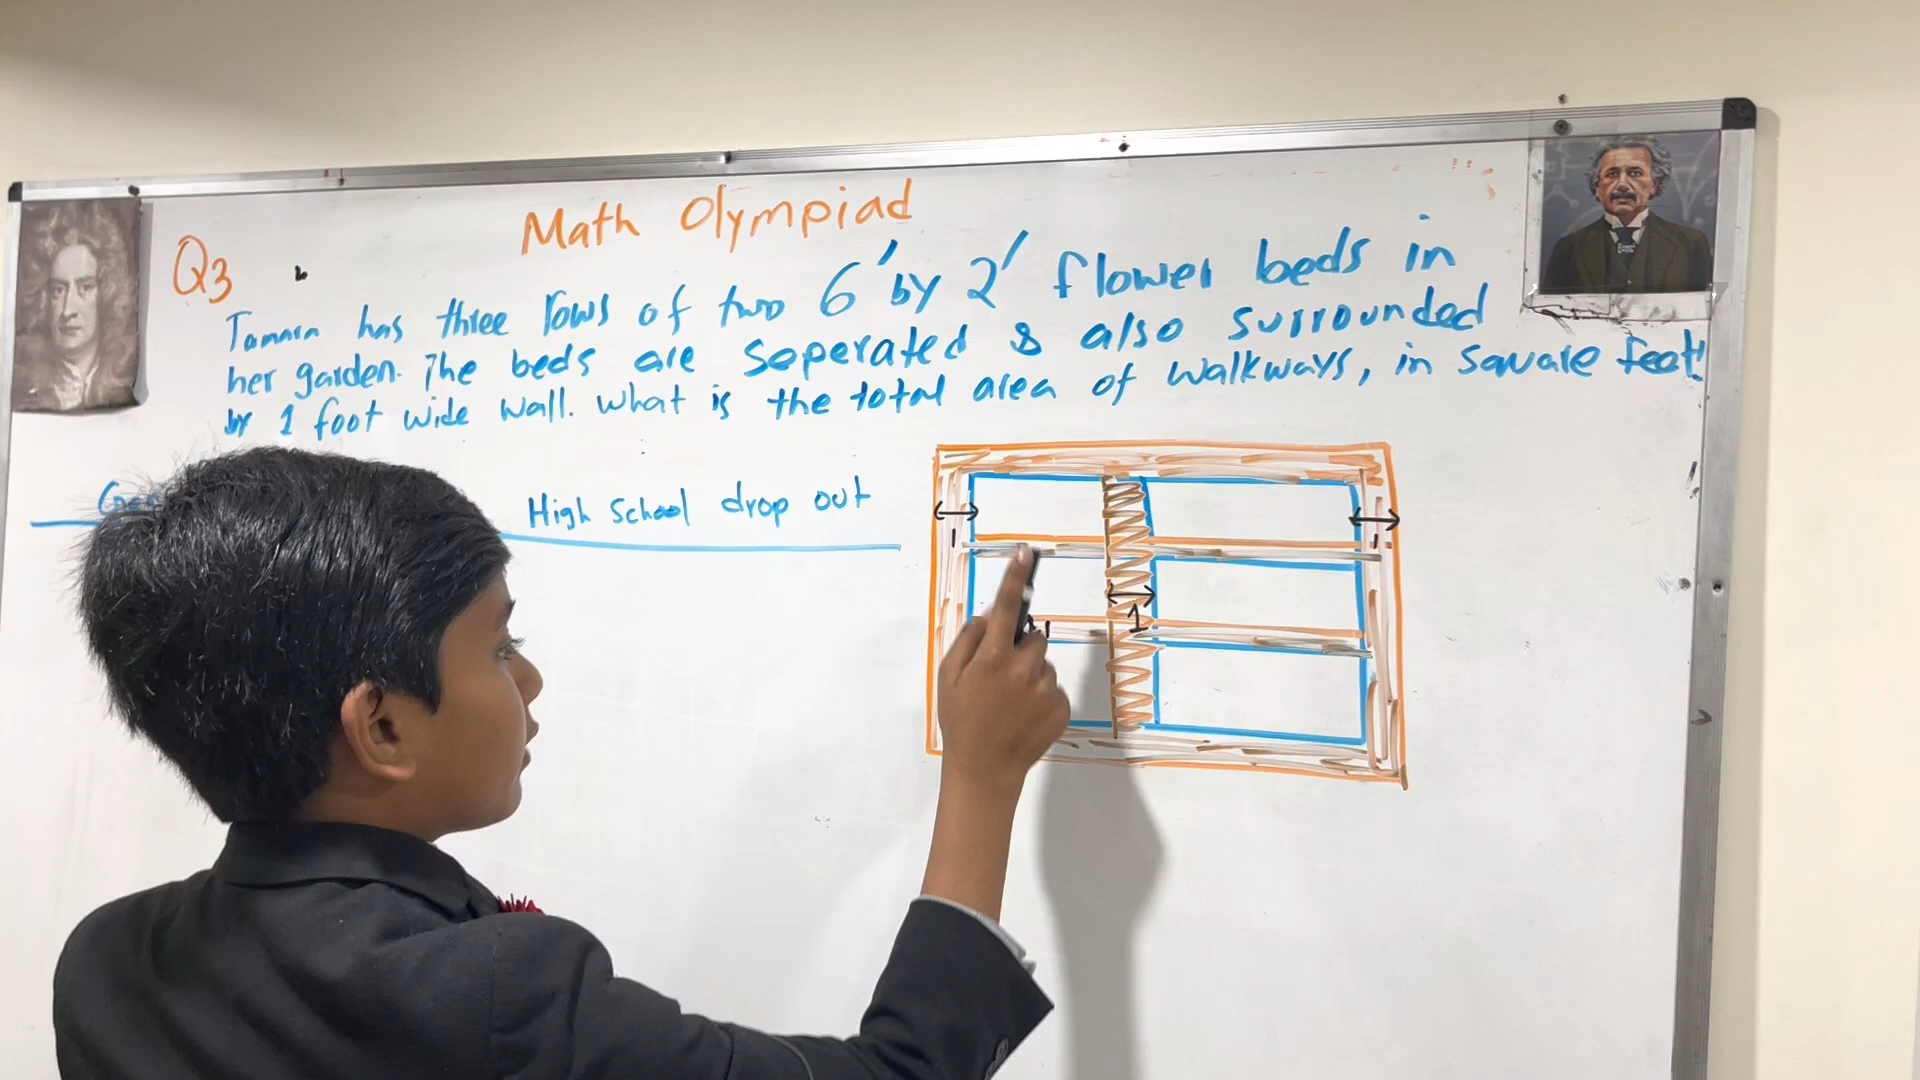 Math Olympiad
Q3
Tamara has three rows of two 6' by 2' flower beds in
her garden. The beds are seperated & also surrounded
by 1 foot wide wall. What is the total area of walkways, in square feet!
High School drop out
1
1
1
1